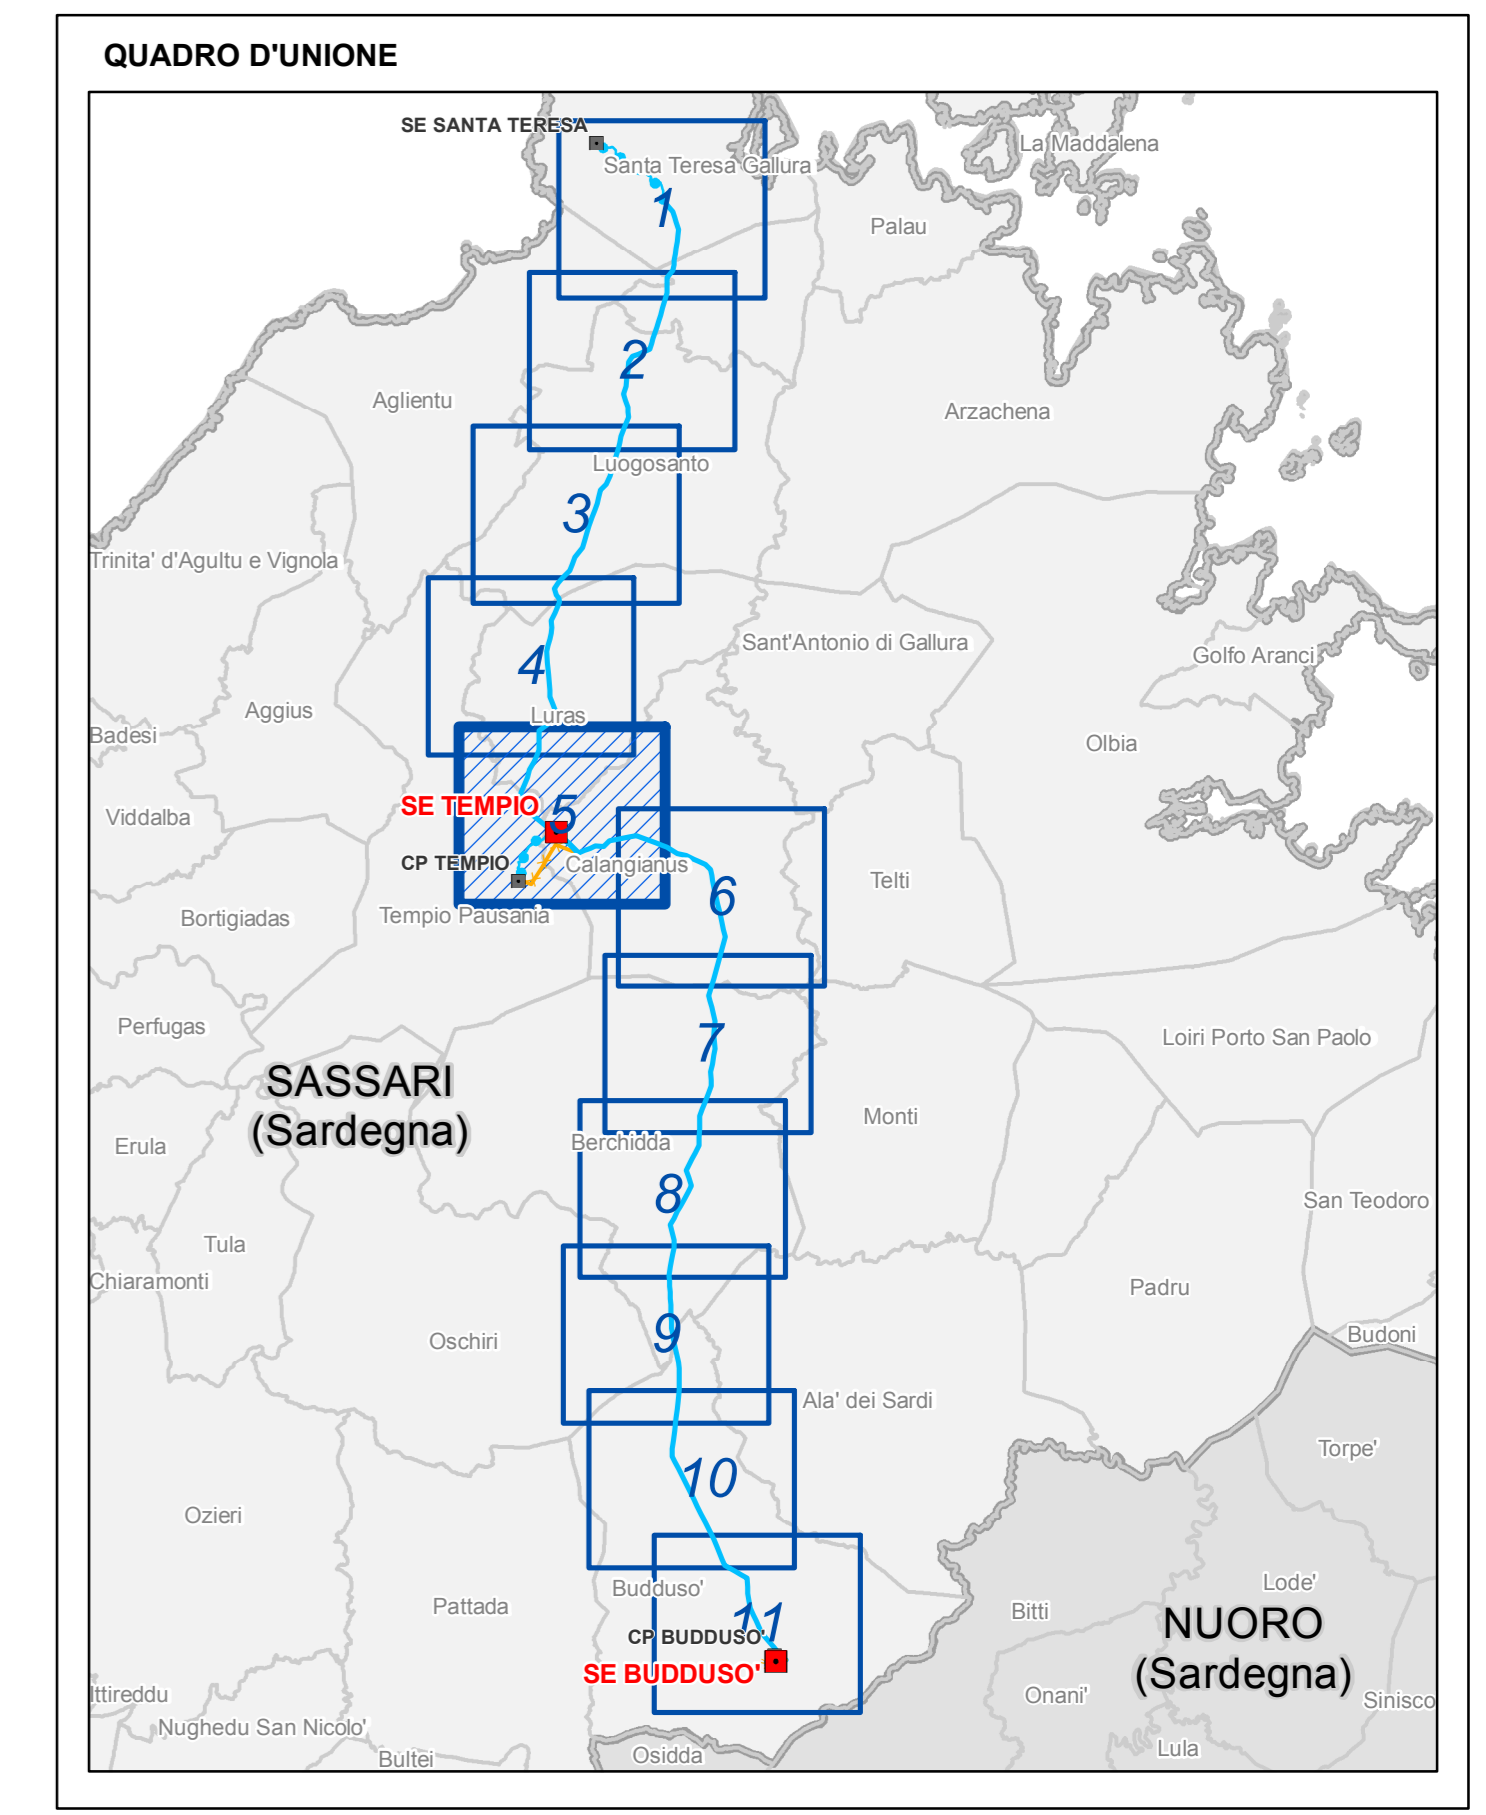 QUADRO D'UNIONE
SE SANTA TERESA
La Maddalena
Santa Teresa Gallura
1
Palau
2
Aglientu
Arzachena
Luogosanto
3
Trinita' d'Agultu e Vignola
Sant'Antonio di Gallura
Golfo Aranci
4
Aggius
Luras
Badesi
Olbia
SE TEMPIO
5
Viddalba
CP TEMPIO
Calangianus
Telti
6
Tempio Pausania
Bortigiadas
Perfugas
Loiri Porto San Paolo
7
SASSARI
(Sardegna)
Monti
Erula
Berchidda
8
San Teodoro
Tula
Chiaramonti
Padru
9
Oschiri
Budoni
Ala' dei Sardi
Torpe'
10
Ozieri
Lode'
Budduso'
Pattada
Bitti
11
NUORO
(Sardegna)
CP BUDDUSO'
SE BUDDUSO'
Ittireddu
Onani'
Sinisco
Nughedu San Nicolo'
Lula
Osidda
Bultei